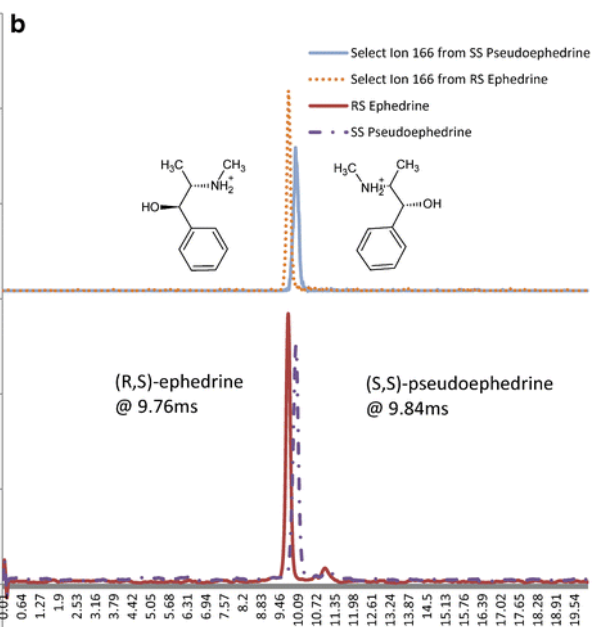 b
Select Ion 166 from SS Pseudoephedrine
Select Ion 166 from RS Ephedrine
RS Ephedrine
SS Pseudoephedrine
H₃C CH₃
NH₂⁺
HO
H₃C CH₃
NH₂⁺
OH
(R,S)-ephedrine
@ 9.76ms
(S,S)-pseudoephedrine
@ 9.84ms
0.01 0.64 1.27 1.9 2.53 3.16 3.79 4.42 5.05 5.68 6.31 6.94 7.57 8.2 8.83 9.46 10.09 10.72 11.35 11.98 12.61 13.24 13.87 14.5 15.13 15.76 16.39 17.02 17.65 18.28 18.91 19.54